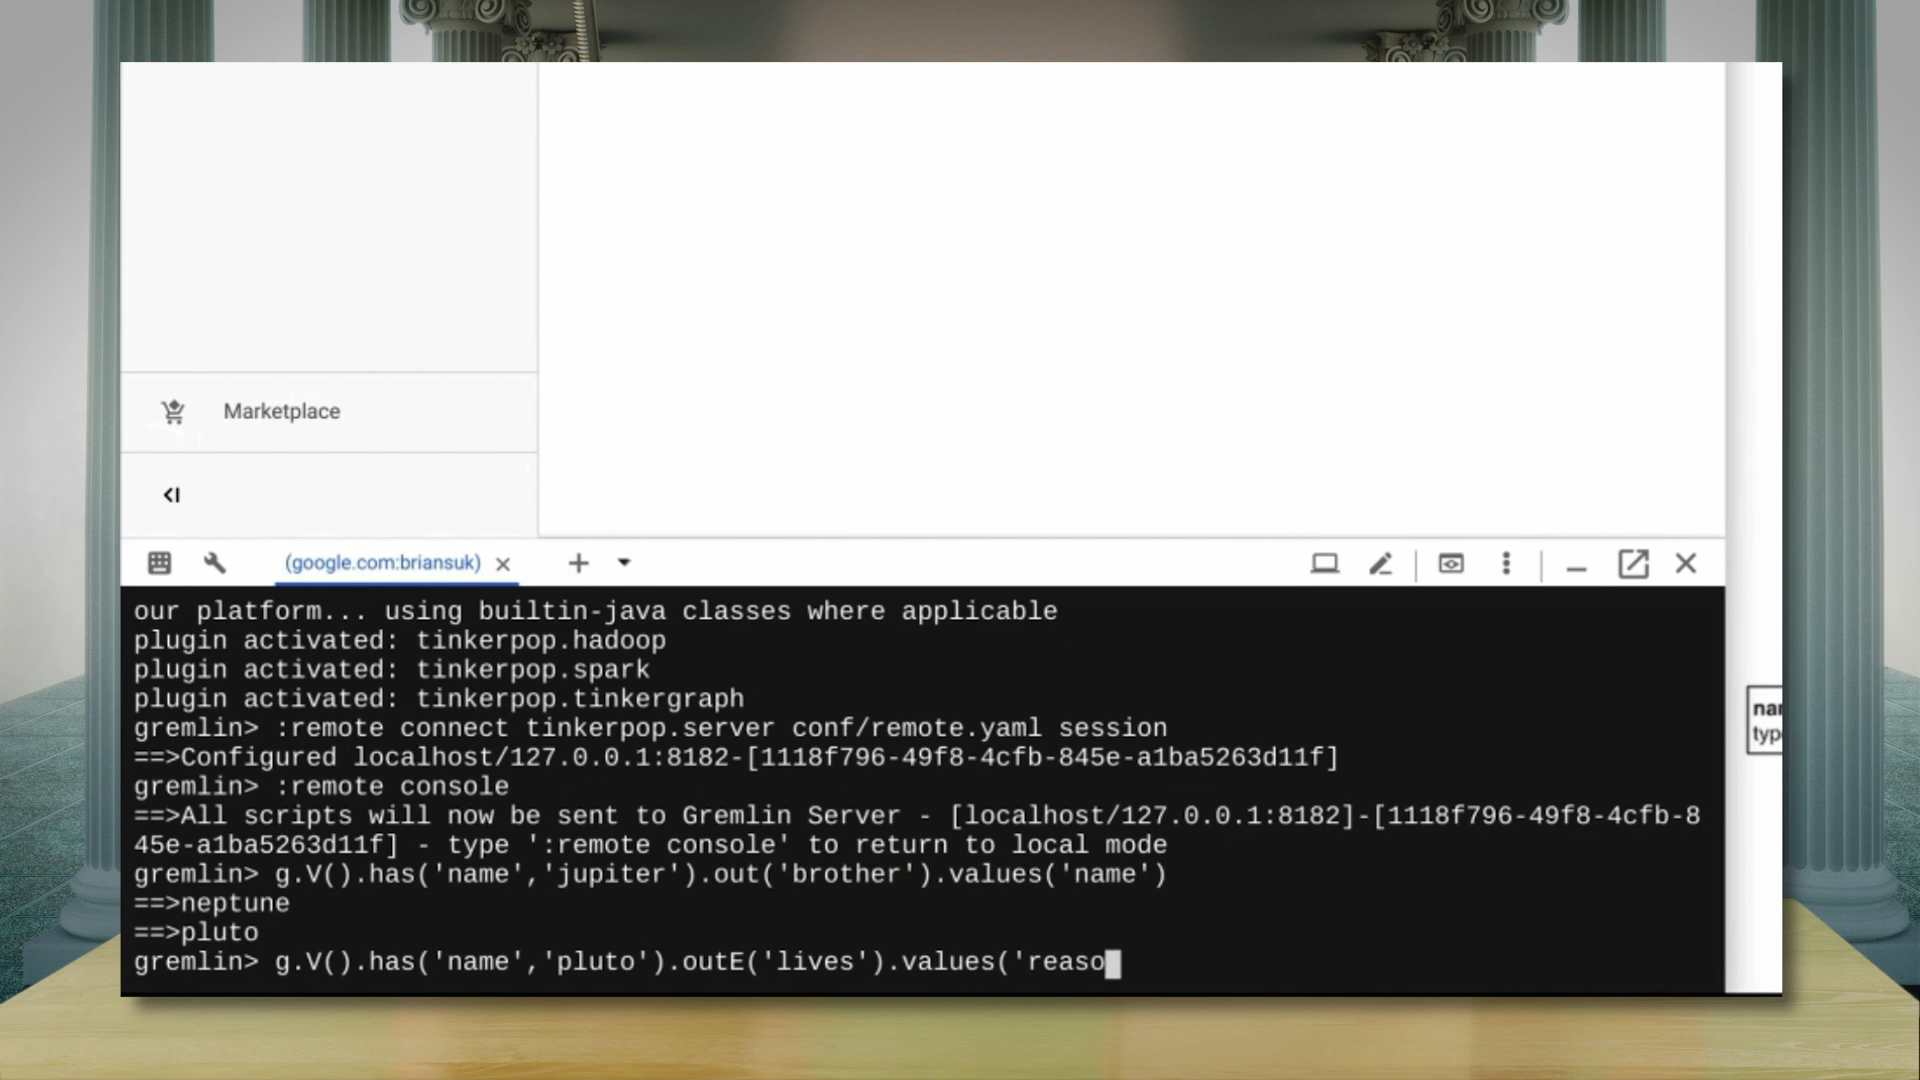 Marketplace
(google.com:briansuk)
our platform... using builtin-java classes where applicable
plugin activated: tinkerpop.hadoop
plugin activated: tinkerpop.spark
plugin activated: tinkerpop.tinkergraph
gremlin> :remote connect tinkerpop.server conf/remote.yaml session
==>Configured localhost/127.0.0.1:8182-[1118f796-49f8-4cfb-845e-a1ba5263d11f]
gremlin> :remote console
==>All scripts will now be sent to Gremlin Server - [localhost/127.0.0.1:8182]-[1118f796-49f8-4cfb-8
45e-a1ba5263d11f] - type ':remote console' to return to local mode
gremlin> g.V().has('name','jupiter').out('brother').values('name')
==>neptune
==>pluto
gremlin> g.V().has('name','pluto').outE('lives').values('reaso